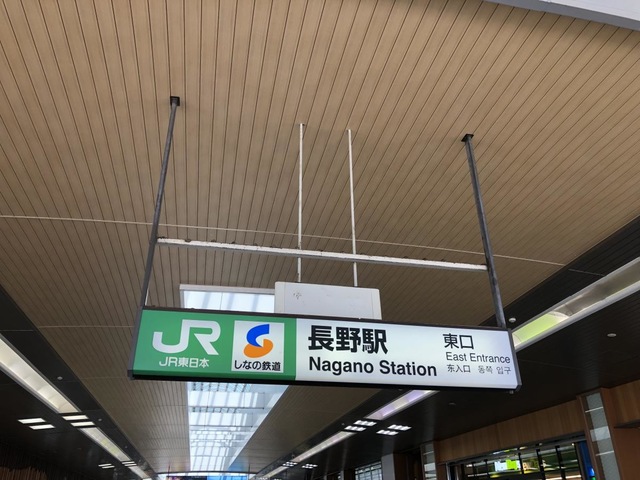 JR
JR東日本
しなの鉄道
長野駅
Nagano Station
東口
East Entrance
东入口 동쪽 입구